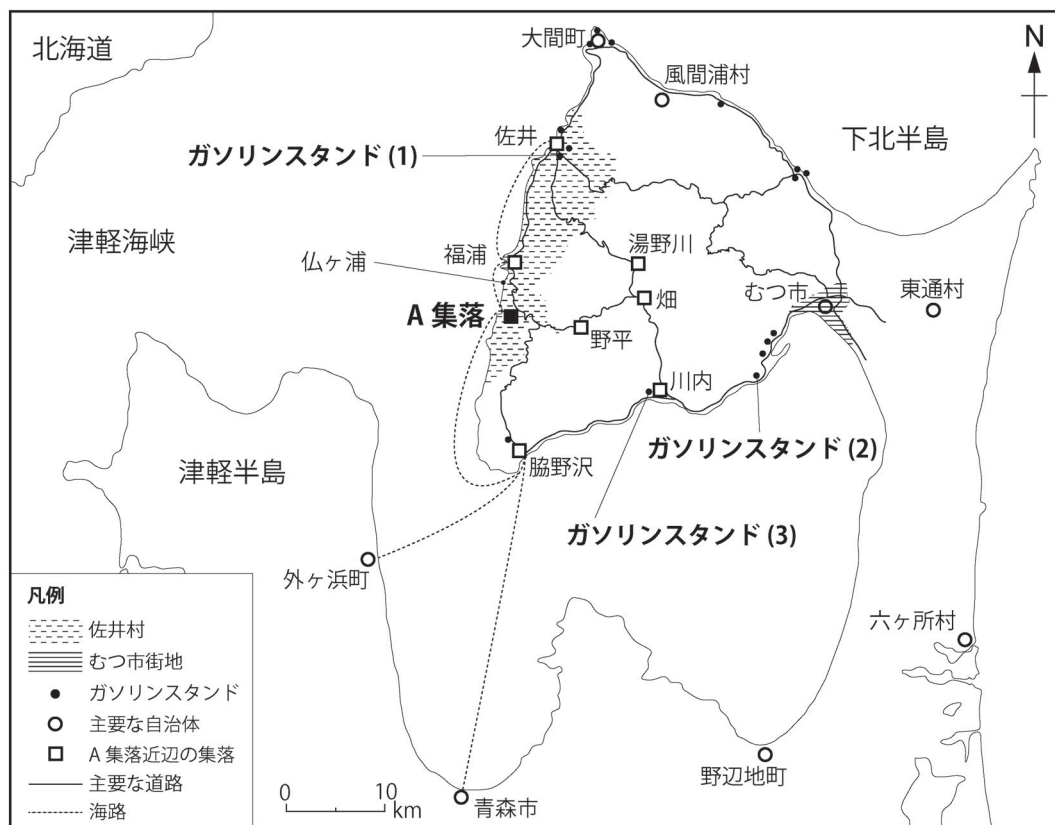 北海道
大間町
N
風間浦村
佐井
下北半島
ガソリンスタンド (1)
津軽海峡
湯野川
仏ヶ浦
福浦
畑
むつ市
東通村
A 集落
野平
川内
ガソリンスタンド (2)
脇野沢
津軽半島
ガソリンスタンド (3)
外ヶ浜町
凡例
佐井村
むつ市街地
ガソリンスタンド
主要な自治体
A 集落近辺の集落
主要な道路
海路
六ヶ所村
野辺地町
0 10
km
青森市